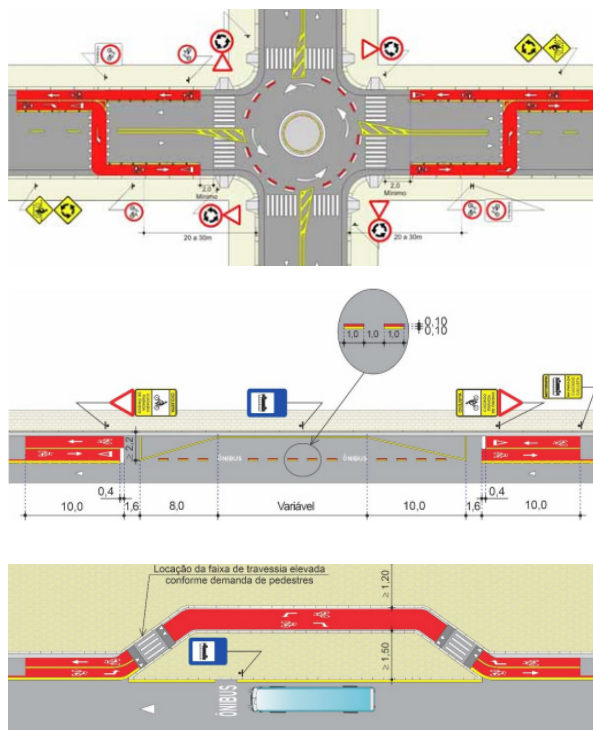 2,0
Mínimo
20 a 30m
2,0
Mínimo
20 a 30m
0,10
0,10
1,0
1,0
1,0
≥ 2,2
ÔNIBUS
ÔNIBUS
0,4
0,4
10,0
1,6
8,0
Variável
10,0
1,6
10,0
Locação da faixa de travessia elevada
conforme demanda de pedestres
≥ 1,20
≥ 1,50
ÔNIBUS